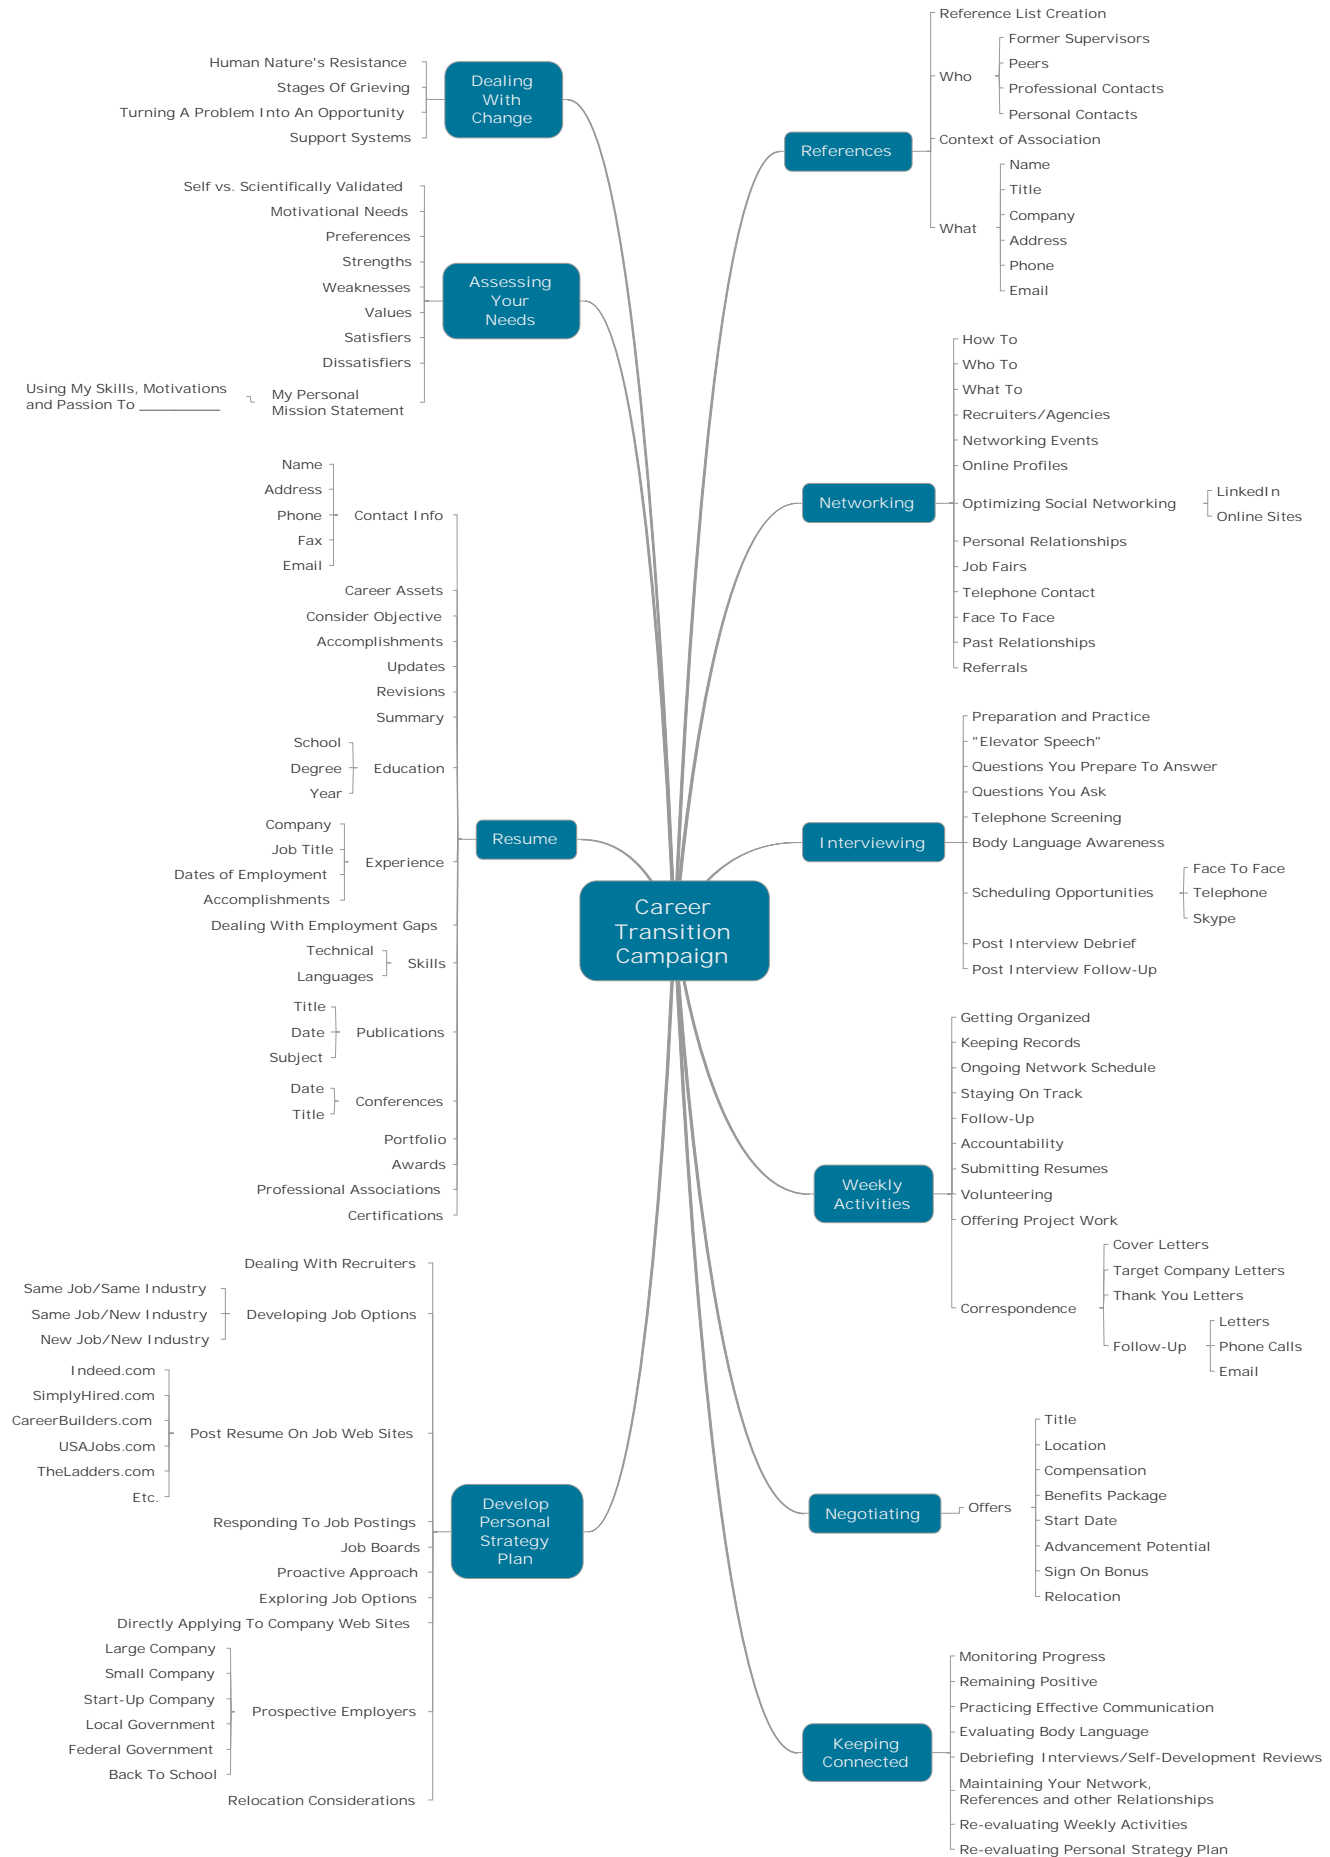 Career
Transition
Campaign
Dealing
With
Change
Human Nature's Resistance
Stages Of Grieving
Turning A Problem Into An Opportunity
Support Systems
Assessing
Your
Needs
Self vs. Scientifically Validated
Motivational Needs
Preferences
Strengths
Weaknesses
Values
Satisfiers
Dissatisfiers
My Personal
Mission Statement
Using My Skills, Motivations
and Passion To ___________
Resume
Contact Info
Name
Address
Phone
Fax
Email
Career Assets
Consider Objective
Accomplishments
Updates
Revisions
Summary
Education
School
Degree
Year
Experience
Company
Job Title
Dates of Employment
Accomplishments
Dealing With Employment Gaps
Skills
Technical
Languages
Publications
Title
Date
Subject
Conferences
Date
Title
Portfolio
Awards
Professional Associations
Certifications
Develop
Personal
Strategy
Plan
Dealing With Recruiters
Developing Job Options
Same Job/Same Industry
Same Job/New Industry
New Job/New Industry
Post Resume On Job Web Sites
Indeed.com
SimplyHired.com
CareerBuilders.com
USAJobs.com
TheLadders.com
Etc.
Responding To Job Postings
Job Boards
Proactive Approach
Exploring Job Options
Directly Applying To Company Web Sites
Prospective Employers
Large Company
Small Company
Start-Up Company
Local Government
Federal Government
Back To School
Relocation Considerations
References
Reference List Creation
Who
Former Supervisors
Peers
Professional Contacts
Personal Contacts
Context of Association
What
Name
Title
Company
Address
Phone
Email
Networking
How To
Who To
What To
Recruiters/Agencies
Networking Events
Online Profiles
Optimizing Social Networking
LinkedIn
Online Sites
Personal Relationships
Job Fairs
Telephone Contact
Face To Face
Past Relationships
Referrals
Interviewing
Preparation and Practice
"Elevator Speech"
Questions You Prepare To Answer
Questions You Ask
Telephone Screening
Body Language Awareness
Scheduling Opportunities
Face To Face
Telephone
Skype
Post Interview Debrief
Post Interview Follow-Up
Weekly
Activities
Getting Organized
Keeping Records
Ongoing Network Schedule
Staying On Track
Follow-Up
Accountability
Submitting Resumes
Volunteering
Offering Project Work
Correspondence
Cover Letters
Target Company Letters
Thank You Letters
Follow-Up
Letters
Phone Calls
Email
Negotiating
Offers
Title
Location
Compensation
Benefits Package
Start Date
Advancement Potential
Sign On Bonus
Relocation
Keeping
Connected
Monitoring Progress
Remaining Positive
Practicing Effective Communication
Evaluating Body Language
Debriefing Interviews/Self-Development Reviews
Maintaining Your Network,
References and other Relationships
Re-evaluating Weekly Activities
Re-evaluating Personal Strategy Plan